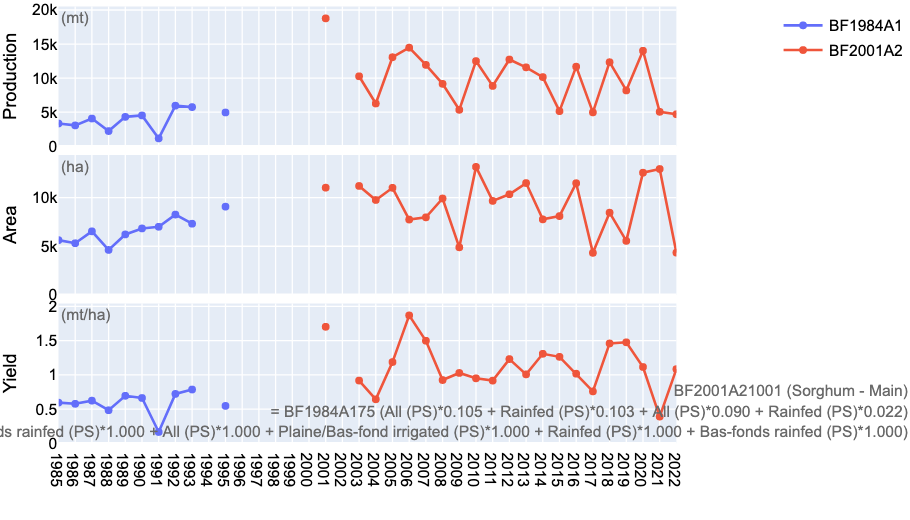 BF1984A1
BF2001A2
Production
(mt)
20k
15k
10k
5k
0
Area
(ha)
10k
5k
0
Yield
(mt/ha)
2
1.5
1
0.5
0
BF2001A21001 (Sorghum - Main)
= BF1984A175 (All (PS)*0.105 + Rainfed (PS)*0.103 + All (PS)*0.090 + Rainfed (PS)*0.022)
rainfed (PS)*1.000 + All (PS)*1.000 + Plaine/Bas-fond irrigated (PS)*1.000 + Rainfed (PS)*1.000 + Bas-fonds rainfed (PS)*1.000)
1985 1986 1987 1988 1989 1990 1991 1992 1993 1994 1995 1996 1997 1998 1999 2000 2001 2002 2003 2004 2005 2006 2007 2008 2009 2010 2011 2012 2013 2014 2015 2016 2017 2018 2019 2020 2021 2022